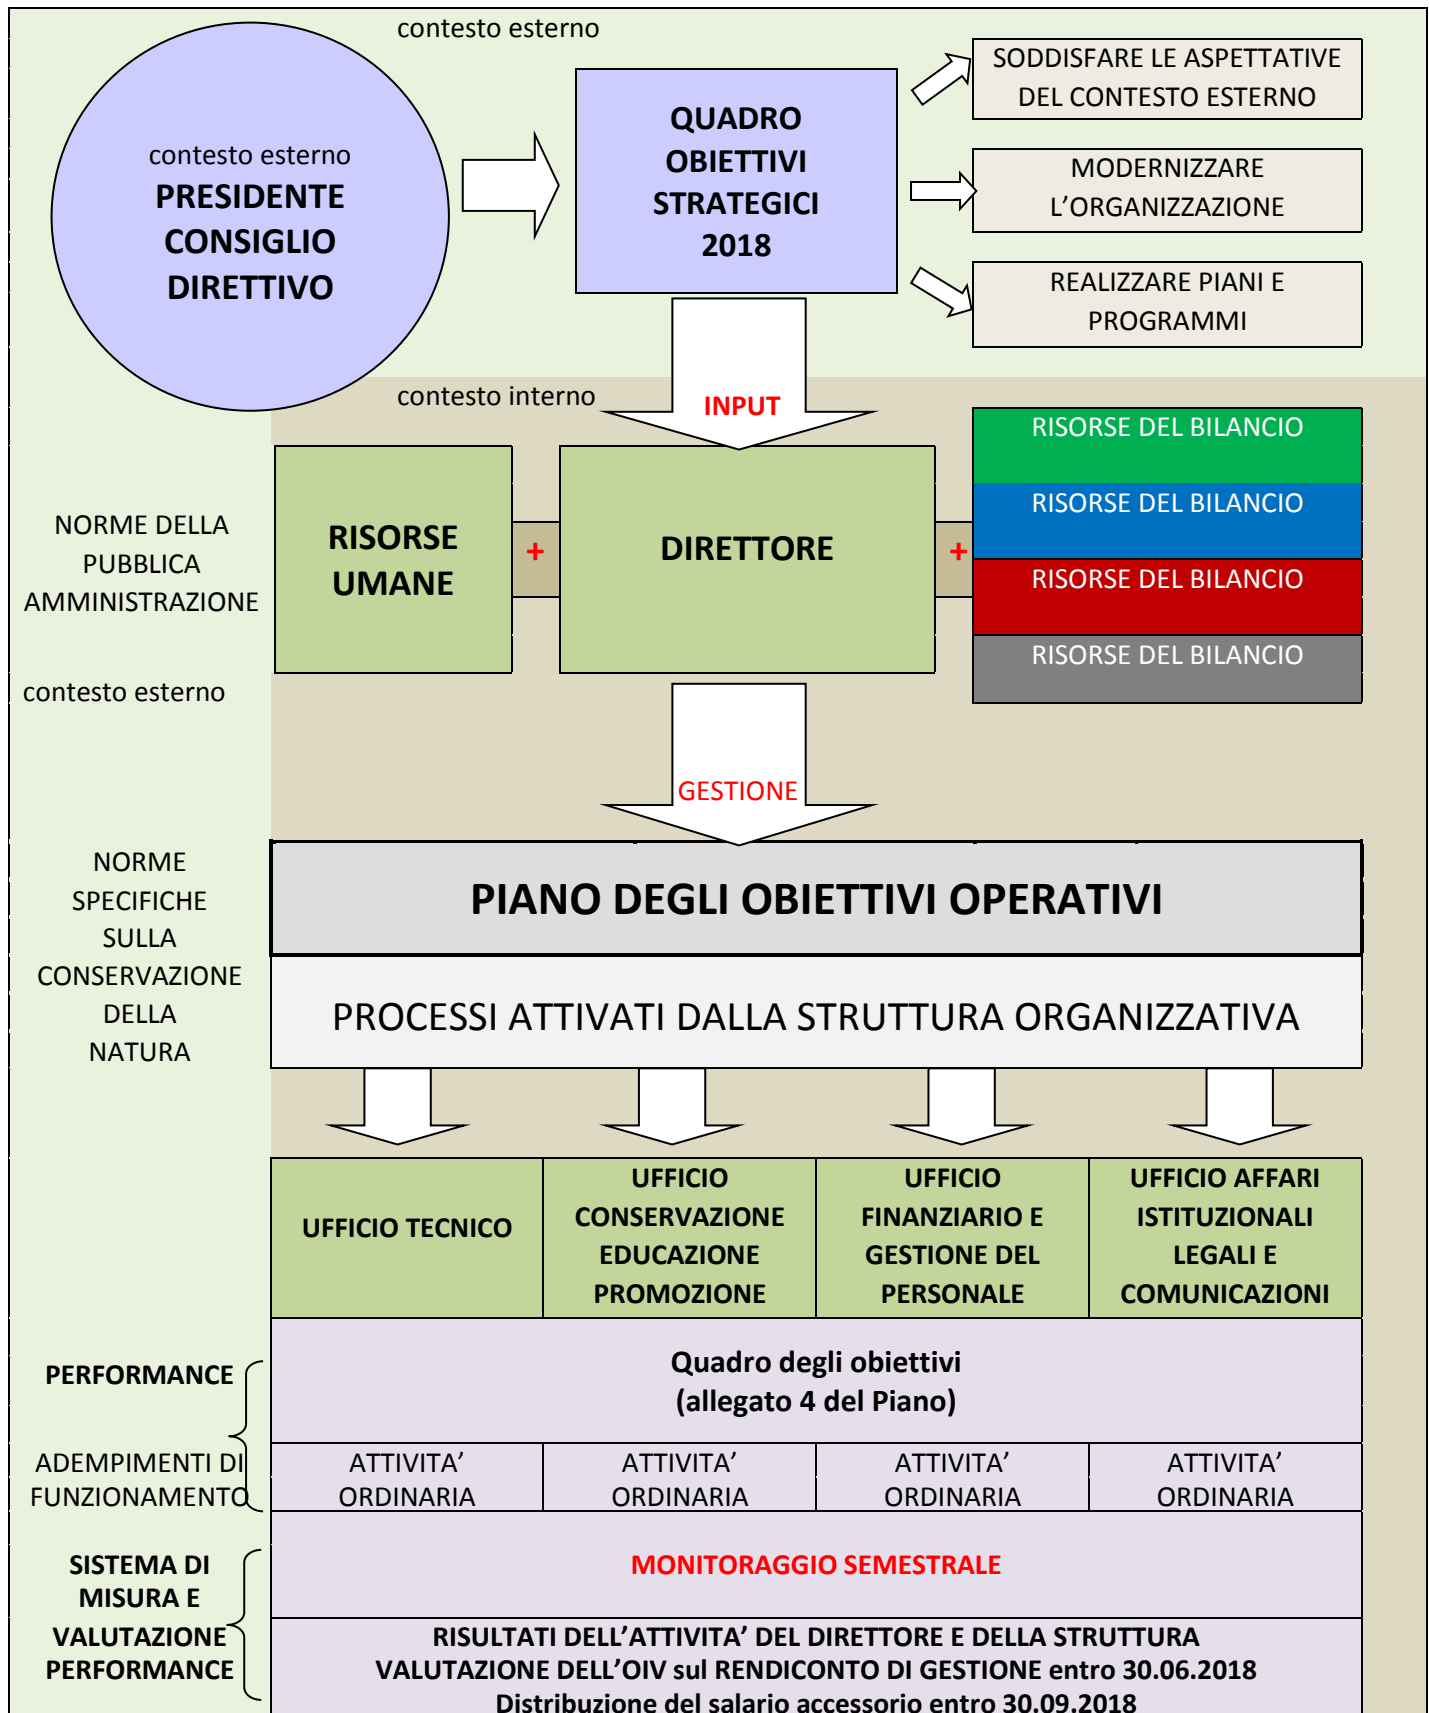 contesto esterno
contesto esterno
PRESIDENTE
CONSIGLIO
DIRETTIVO
QUADRO
OBIETTIVI
STRATEGICI
2018
SODDISFARE LE ASPETTATIVE
DEL CONTESTO ESTERNO
MODERNIZZARE
L’ORGANIZZAZIONE
REALIZZARE PIANI E
PROGRAMMI
contesto interno
INPUT
NORME DELLA
PUBBLICA
AMMINISTRAZIONE
contesto esterno
RISORSE
UMANE
+
DIRETTORE
+
RISORSE DEL BILANCIO
RISORSE DEL BILANCIO
RISORSE DEL BILANCIO
RISORSE DEL BILANCIO
GESTIONE
NORME
SPECIFICHE
SULLA
CONSERVAZIONE
DELLA
NATURA
PIANO DEGLI OBIETTIVI OPERATIVI
PROCESSI ATTIVATI DALLA STRUTTURA ORGANIZZATIVA
UFFICIO TECNICO
UFFICIO
CONSERVAZIONE
EDUCAZIONE
PROMOZIONE
UFFICIO
FINANZIARIO E
GESTIONE DEL
PERSONALE
UFFICIO AFFARI
ISTITUZIONALI
LEGALI E
COMUNICAZIONI
PERFORMANCE
Quadro degli obiettivi
(allegato 4 del Piano)
ADEMPIMENTI DI
FUNZIONAMENTO
ATTIVITA’
ORDINARIA
ATTIVITA’
ORDINARIA
ATTIVITA’
ORDINARIA
ATTIVITA’
ORDINARIA
SISTEMA DI
MISURA E
VALUTAZIONE
PERFORMANCE
MONITORAGGIO SEMESTRALE
RISULTATI DELL’ATTIVITA’ DEL DIRETTORE E DELLA STRUTTURA
VALUTAZIONE DELL’OIV sul RENDICONTO DI GESTIONE entro 30.06.2018
Distribuzione del salario accessorio entro 30.09.2018